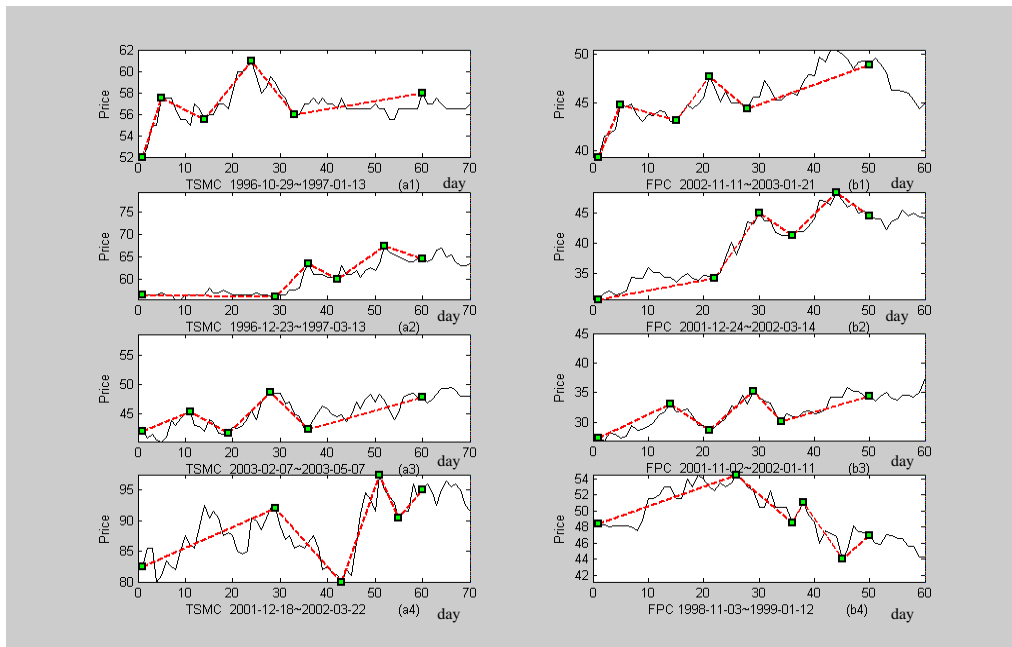 62
60
58
56
54
52
Price
0 10 20 30 40 50 60 70
TSMC 1996-10-29~1997-01-13 (a1) day
50
45
40
Price
0 10 20 30 40 50 60
FPC 2002-11-11~2003-01-21 (b1) day
75
70
65
60
Price
0 10 20 30 40 50 60 70
TSMC 1996-12-23~1997-03-13 (a2) day
45
40
35
Price
0 10 20 30 40 50 60
FPC 2001-12-24~2002-03-14 (b2) day
55
50
45
Price
0 10 20 30 40 50 60 70
TSMC 2003-02-07~2003-05-07 (a3) day
45
40
35
30
Price
0 10 20 30 40 50 60
FPC 2001-11-02~2002-01-11 (b3) day
95
90
85
80
Price
0 10 20 30 40 50 60 70
TSMC 2001-12-18~2002-03-22 (a4) day
54
52
50
48
46
44
42
Price
0 10 20 30 40 50 60
FPC 1998-11-03~1999-01-12 (b4) day